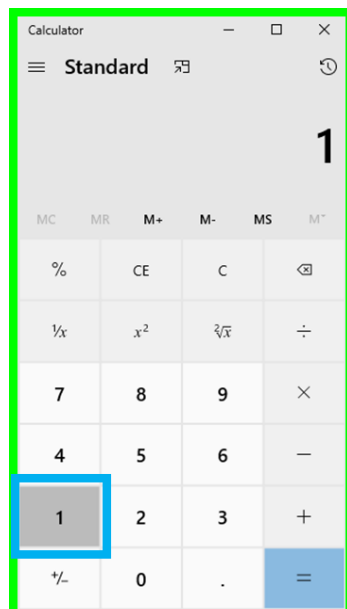 Calculator
Standard
1
MC MR M+ M- MS M˅
% CE C
¹/x x² ²√x ÷
7 8 9 ×
4 5 6 −
1 2 3 +
+/− 0 . =